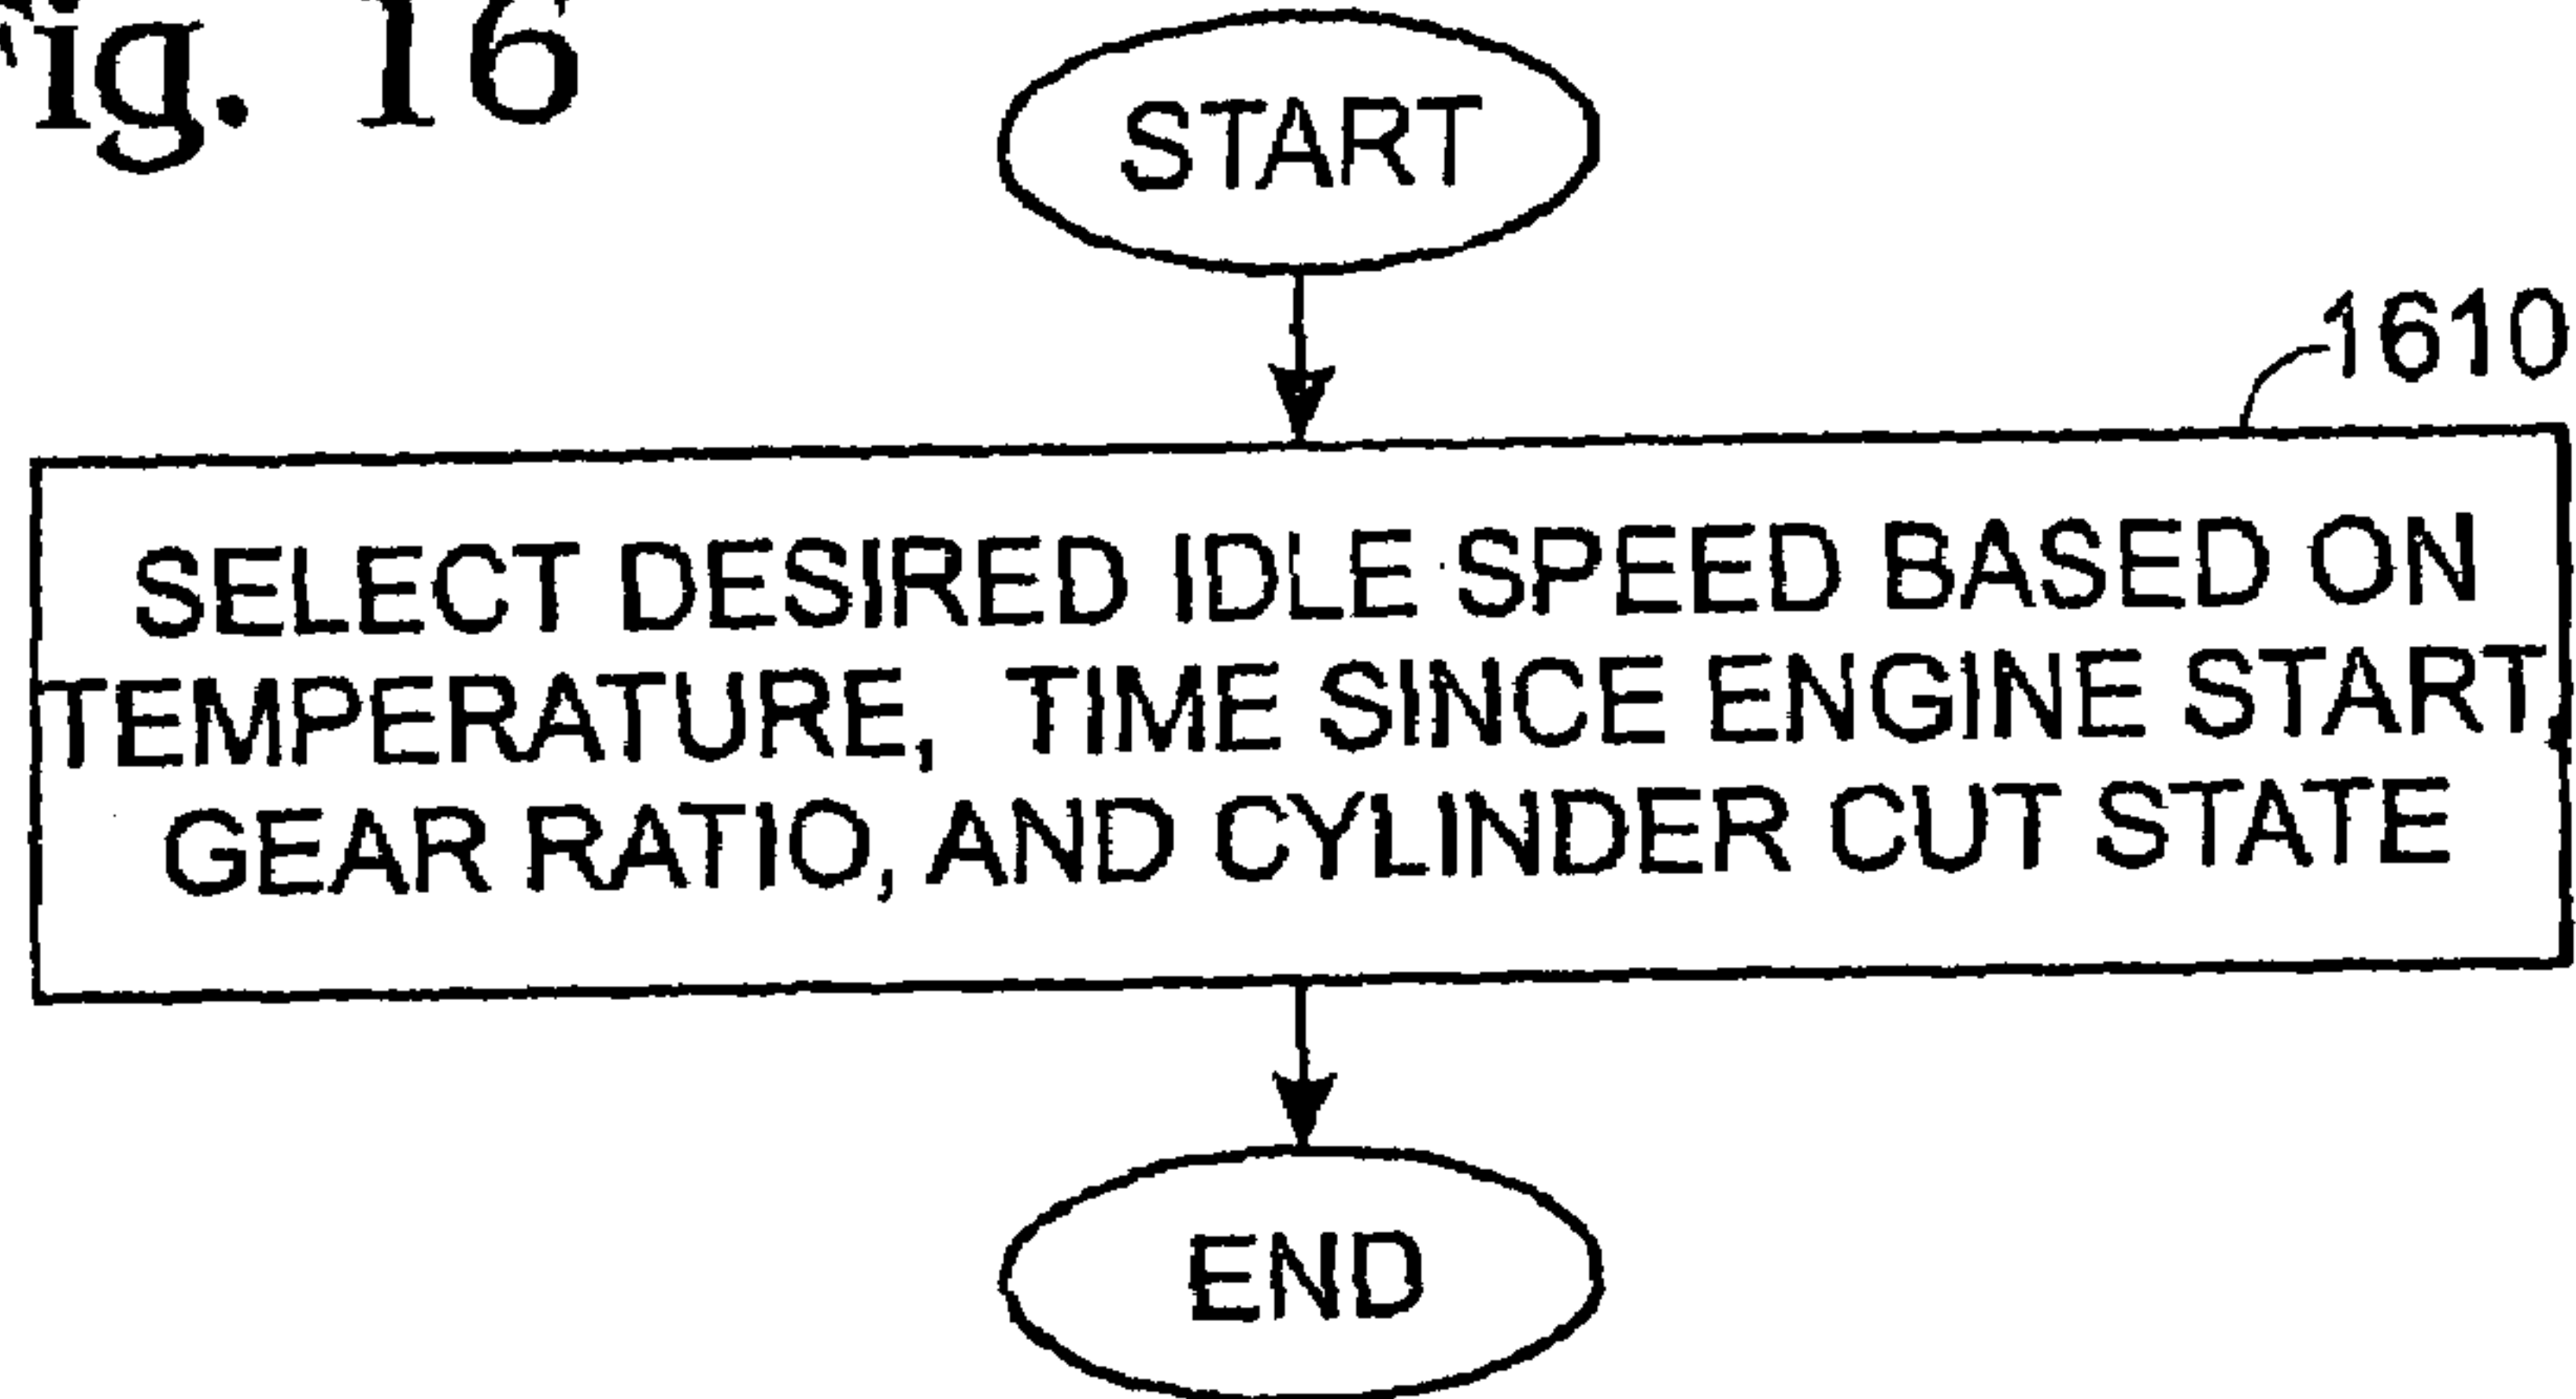 Fig. 16
START
1610
SELECT DESIRED IDLE SPEED BASED ON
TEMPERATURE, TIME SINCE ENGINE START,
GEAR RATIO, AND CYLINDER CUT STATE
END